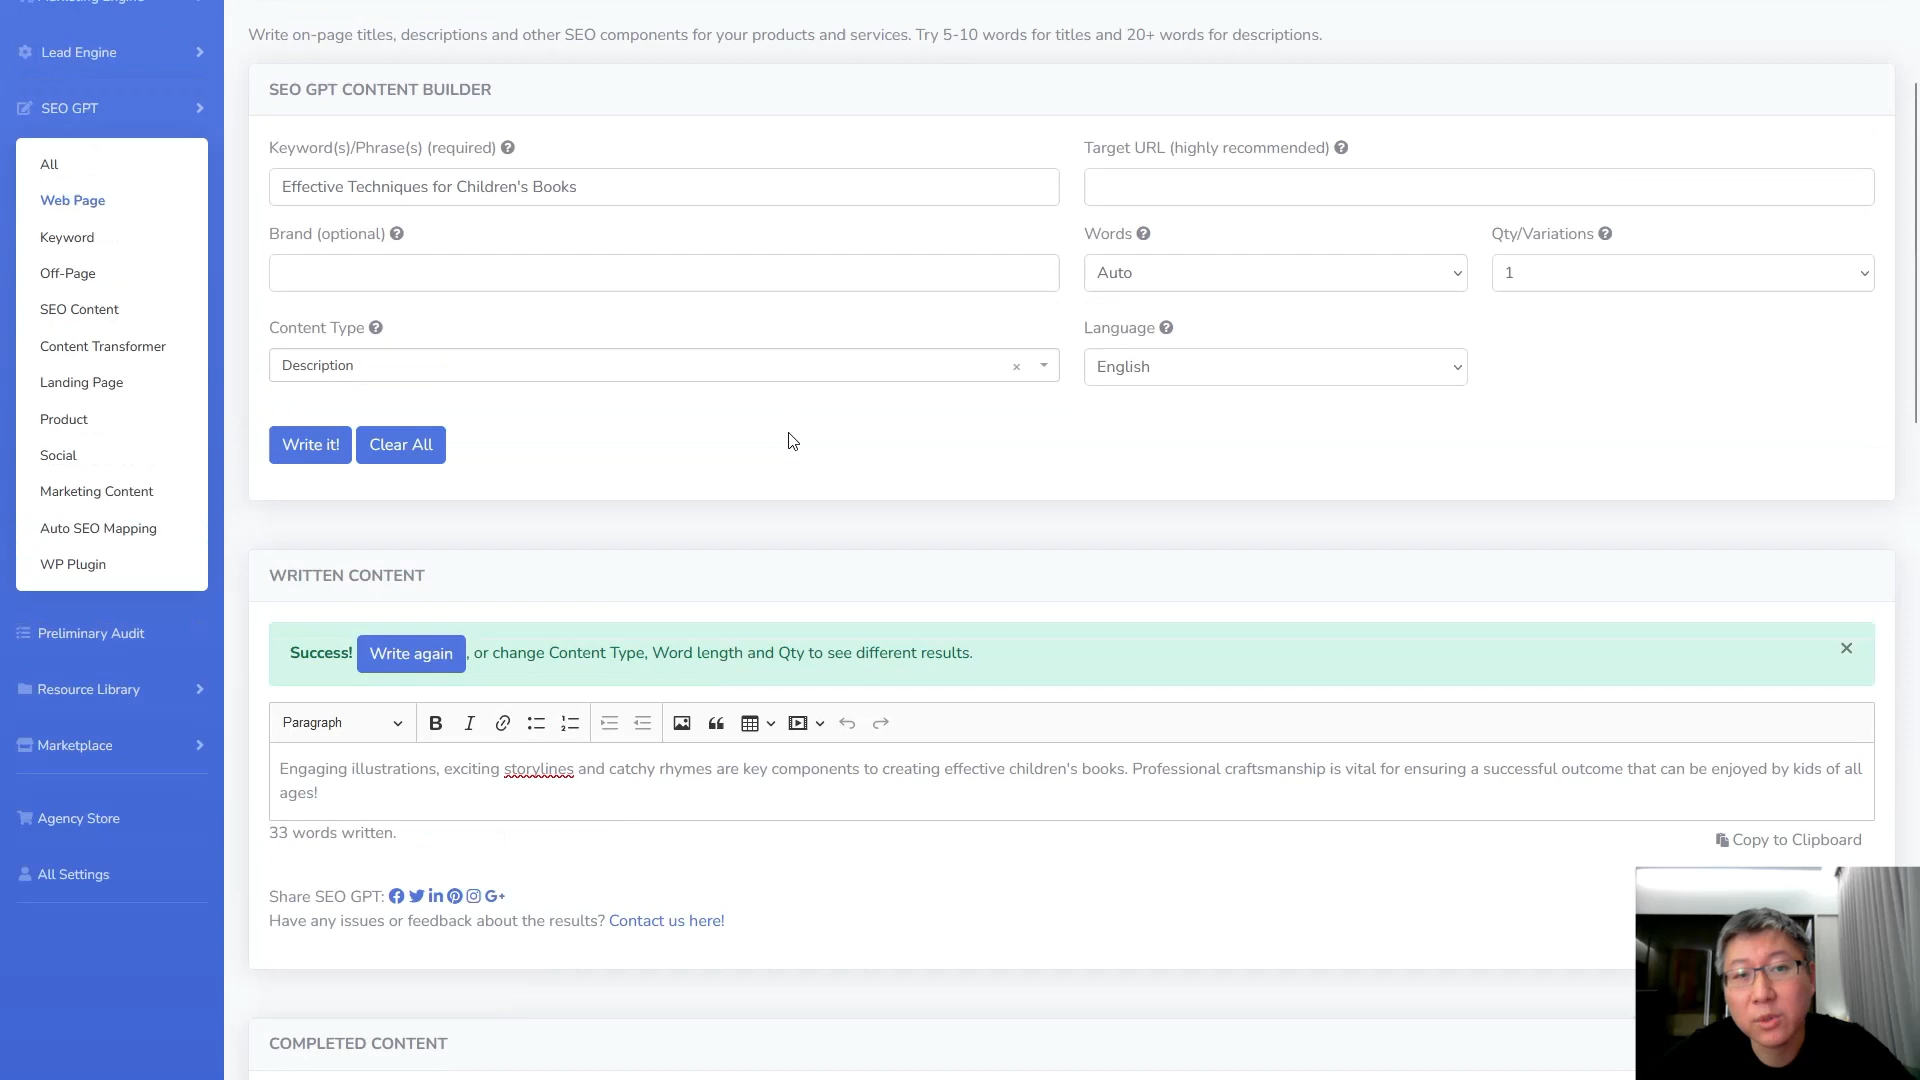 Marketing Engine
Lead Engine
SEO GPT
All
Web Page
Keyword
Off-Page
SEO Content
Content Transformer
Landing Page
Product
Social
Marketing Content
Auto SEO Mapping
WP Plugin
Preliminary Audit
Resource Library
Marketplace
Agency Store
All Settings
Write on-page titles, descriptions and other SEO components for your products and services. Try 5-10 words for titles and 20+ words for descriptions.
SEO GPT CONTENT BUILDER
Keyword(s)/Phrase(s) (required)
Target URL (highly recommended)
Effective Techniques for Children's Books
Brand (optional)
Words
Qty/Variations
Auto
1
Content Type
Language
Description
English
Write it!
Clear All
WRITTEN CONTENT
Success! Write again , or change Content Type, Word length and Qty to see different results.
Paragraph
Engaging illustrations, exciting storylines and catchy rhymes are key components to creating effective children's books. Professional craftsmanship is vital for ensuring a successful outcome that can be enjoyed by kids of all
ages!
33 words written.
Copy to Clipboard
Share SEO GPT:
Have any issues or feedback about the results? Contact us here!
COMPLETED CONTENT